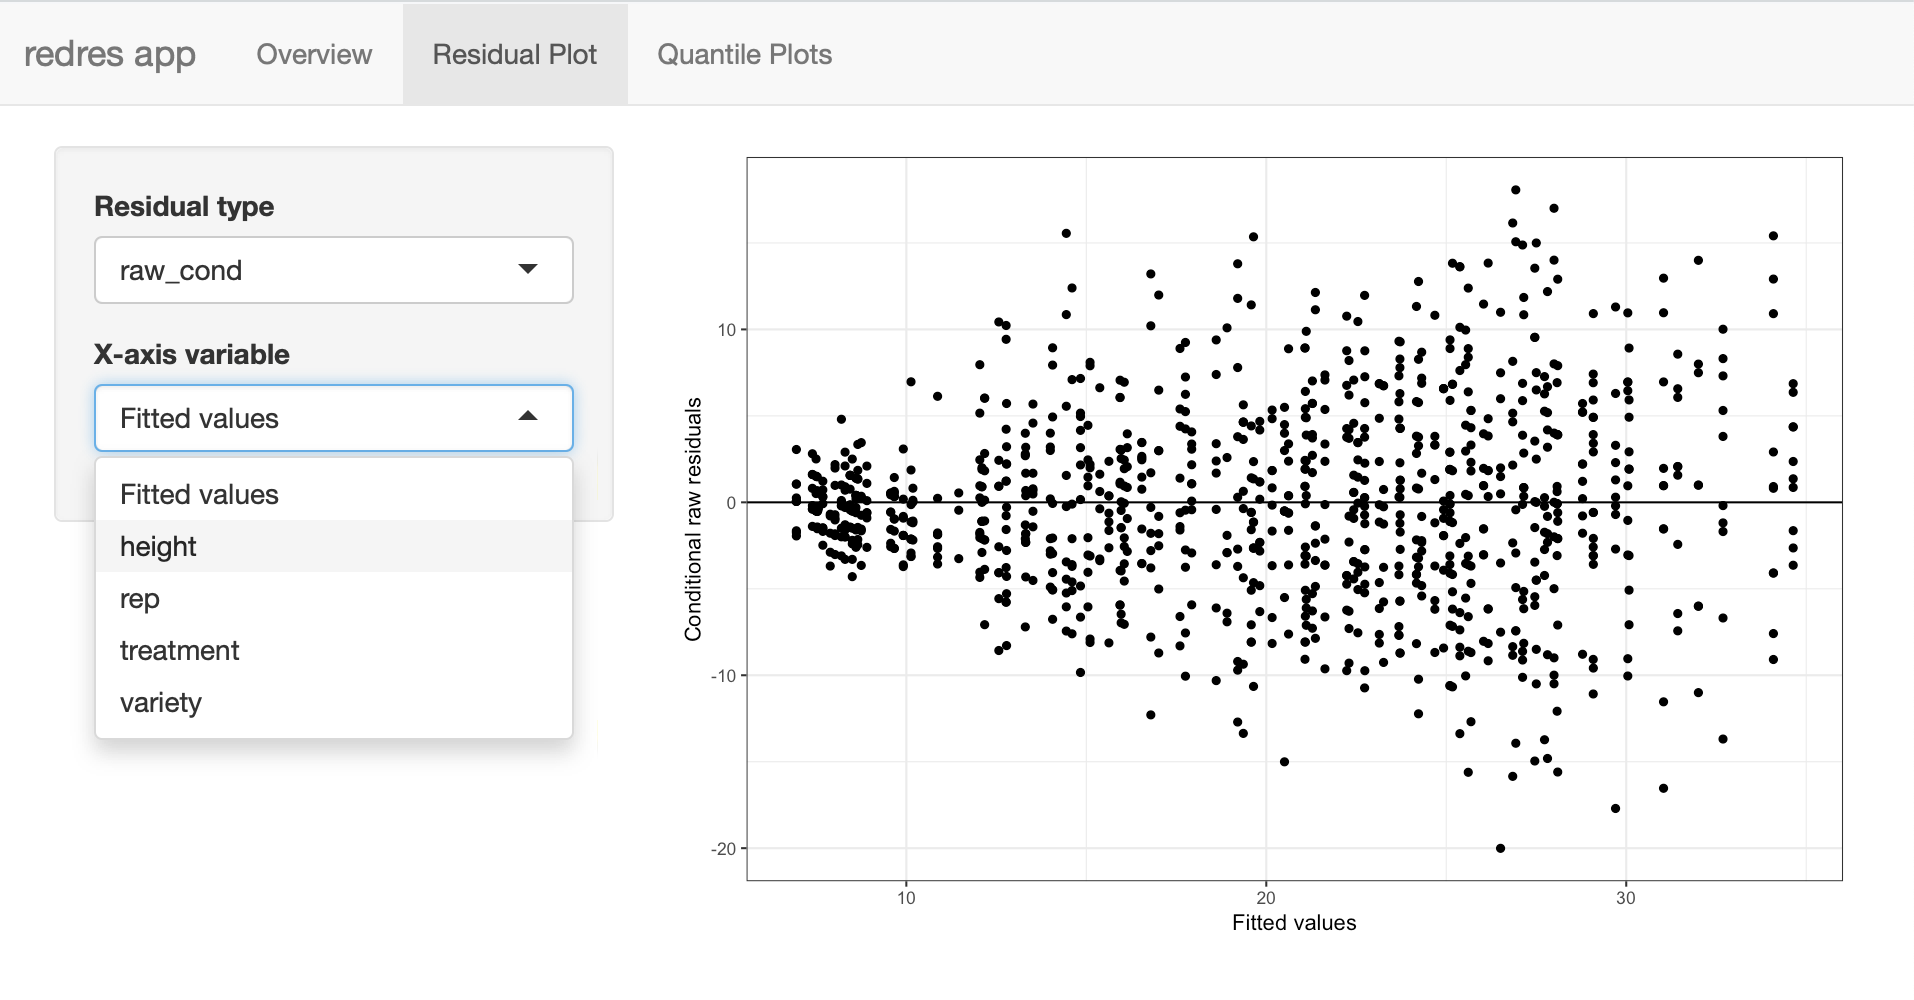 redres app Overview Residual Plot Quantile Plots
Residual type
raw_cond
X-axis variable
Fitted values
Fitted values
height
rep
treatment
variety
Conditional raw residuals
10
0
-10
-20
10 20 30
Fitted values